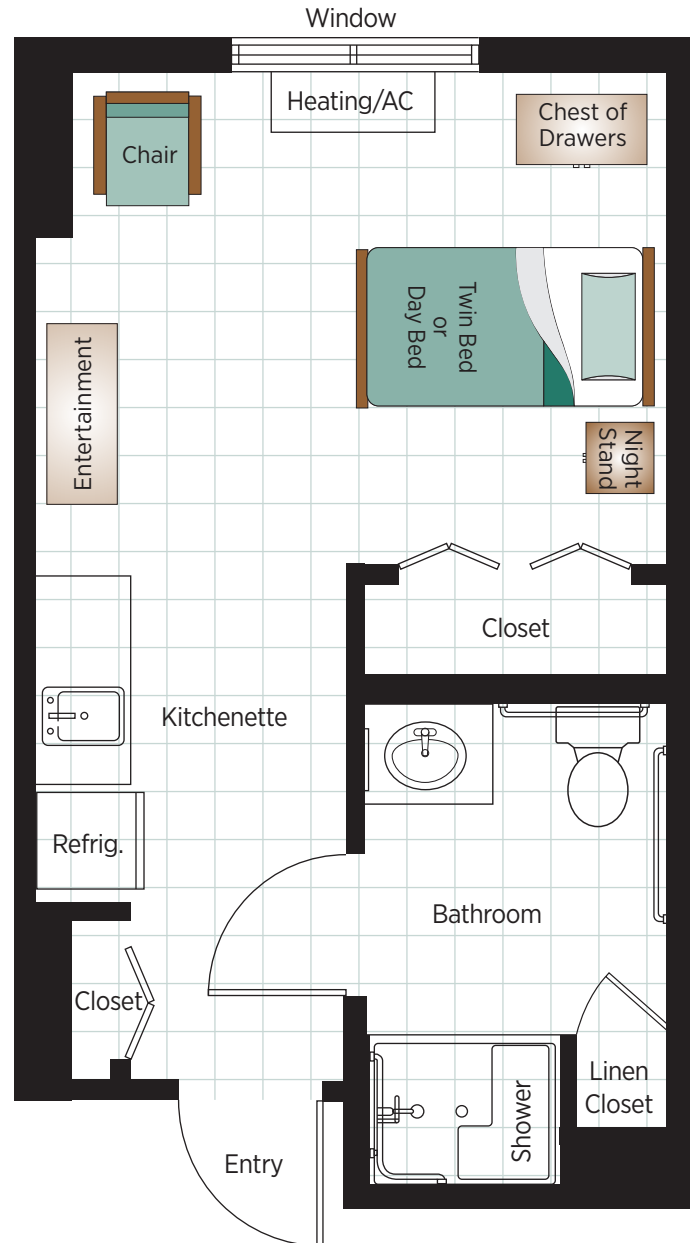 Window
Heating/AC
Chest of
Drawers
Chair
Twin Bed
or
Day Bed
Entertainment
Night
Stand
Closet
Kitchenette
Refrig.
Bathroom
Closet
Linen
Closet
Shower
Entry